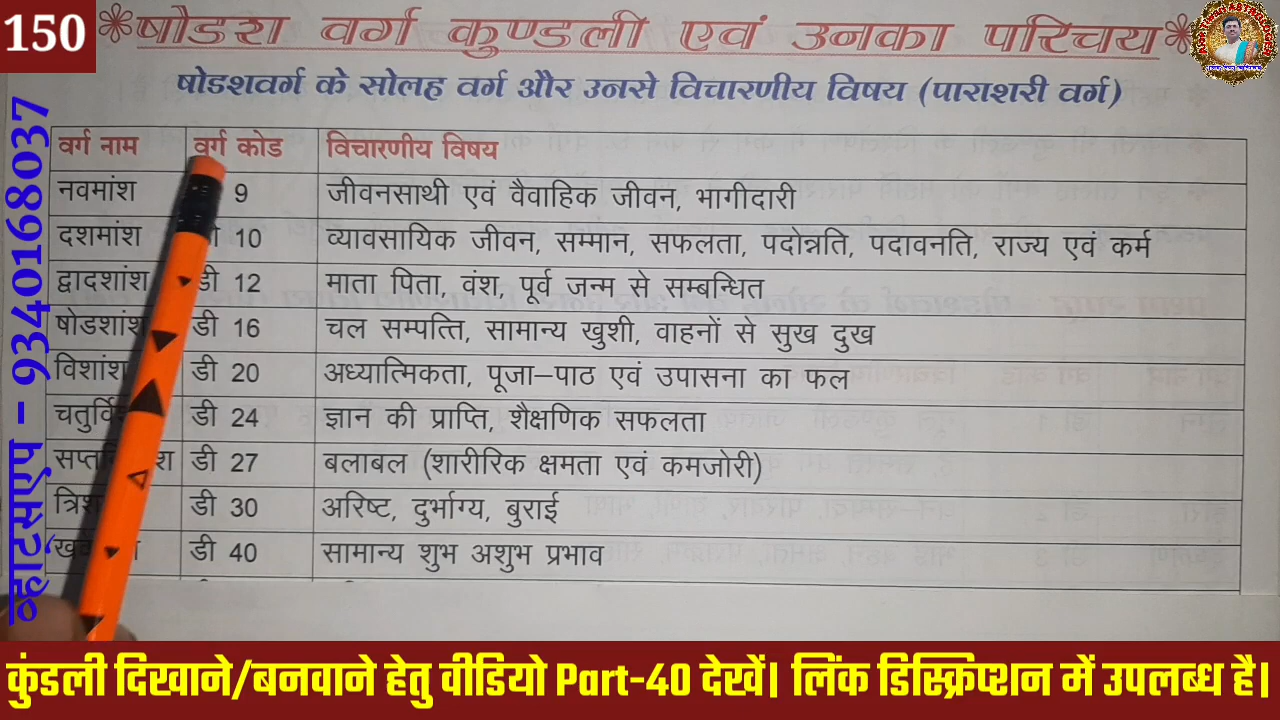 150 षोडश वर्ग कुण्डली एवं उनका परिचय
षोडशवर्ग के सोलह वर्ग और उनसे विचारणीय विषय (पाराशरी वर्ग)
वर्ग नाम वर्ग कोड विचारणीय विषय
नवमांश 9 जीवनसाथी एवं वैवाहिक जीवन, भागीदारी
दशमांश 10 व्यावसायिक जीवन, सम्मान, सफलता, पदोन्नति, पदावनति, राज्य एवं कर्म
द्वादशांश डी 12 माता पिता, वंश, पूर्व जन्म से सम्बन्धित
षोडशांश डी 16 चल सम्पत्ति, सामान्य खुशी, वाहनों से सुख दुख
विशांश डी 20 अध्यात्मिकता, पूजा–पाठ एवं उपासना का फल
डी 24 ज्ञान की प्राप्ति, शैक्षणिक सफलता
डी 27 बलाबल (शारीरिक क्षमता एवं कमजोरी)
डी 30 अरिष्ट, दुर्भाग्य, बुराई
डी 40 सामान्य शुभ अशुभ प्रभाव
व्हाट्सएप - 9340168037
कुंडली दिखाने/बनवाने हेतु वीडियो Part-40 देखें। लिंक डिस्क्रिप्शन में उपलब्ध है।